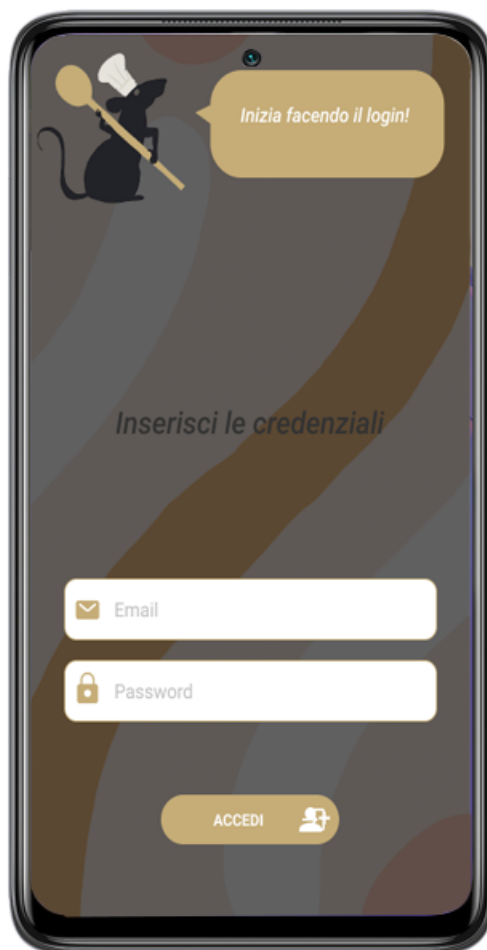 Inizia facendo il login!
Inserisci le credenziali
Email
Password
ACCEDI